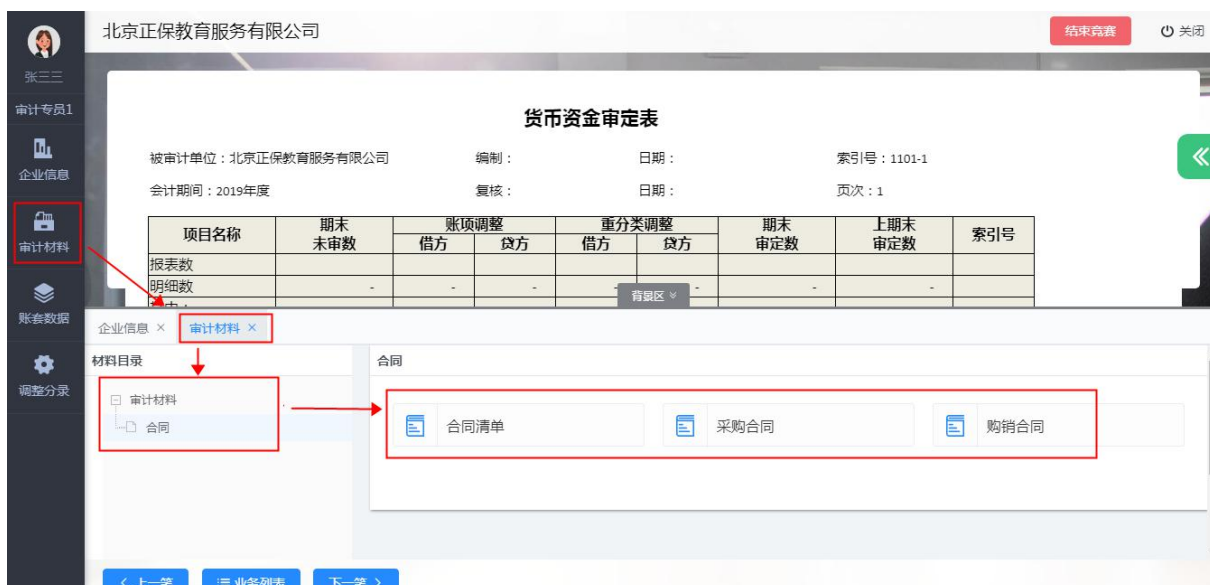 北京正保教育服务有限公司
结束竞赛
关闭
张三三
审计专员1
企业信息
审计材料
账套数据
调整分录
货币资金审定表
被审计单位：北京正保教育服务有限公司 编制： 日期： 索引号：1101-1
会计期间：2019年度 复核： 日期： 页次：1
项目名称 期末未审数 账项调整 重分类调整 期末审定数 上期末审定数 索引号
借方 贷方 借方 贷方
报表数
明细数 - - - - - - -
其中：
背景区
企业信息 × 审计材料 ×
材料目录
审计材料
合同
合同
合同清单 采购合同 购销合同
上一笔 业务列表 下一笔